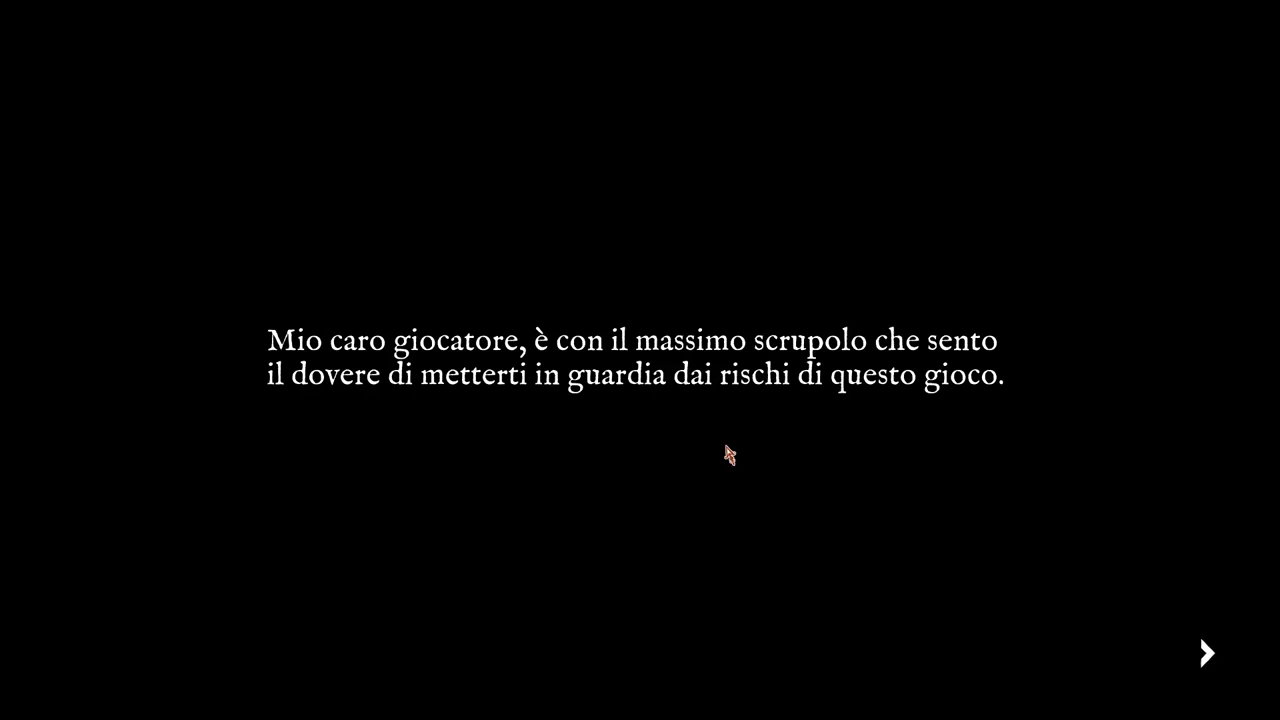 Mio caro giocatore, è con il massimo scrupolo che sento
il dovere di metterti in guardia dai rischi di questo gioco.